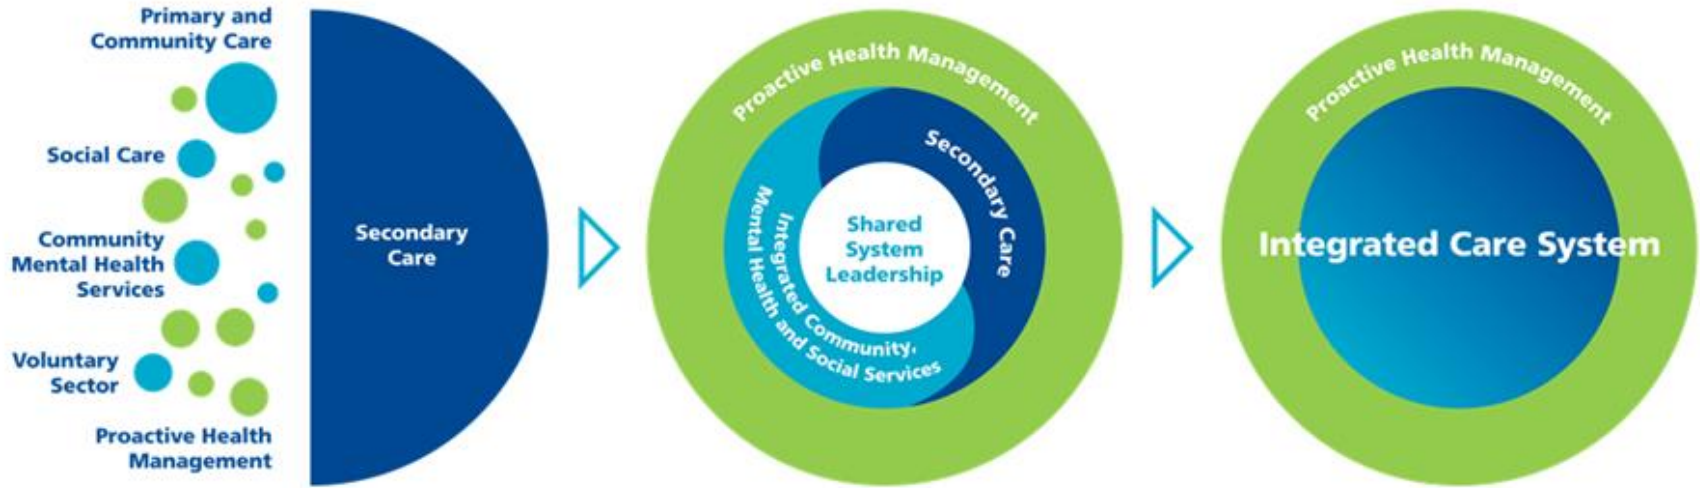 Primary and
Community Care
Social Care
Community
Mental Health
Services
Voluntary
Sector
Proactive Health
Management
Secondary
Care
Proactive Health Management
Secondary Care
Integrated Community,
Mental Health and Social Services
Shared
System
Leadership
Proactive Health Management
Integrated Care System